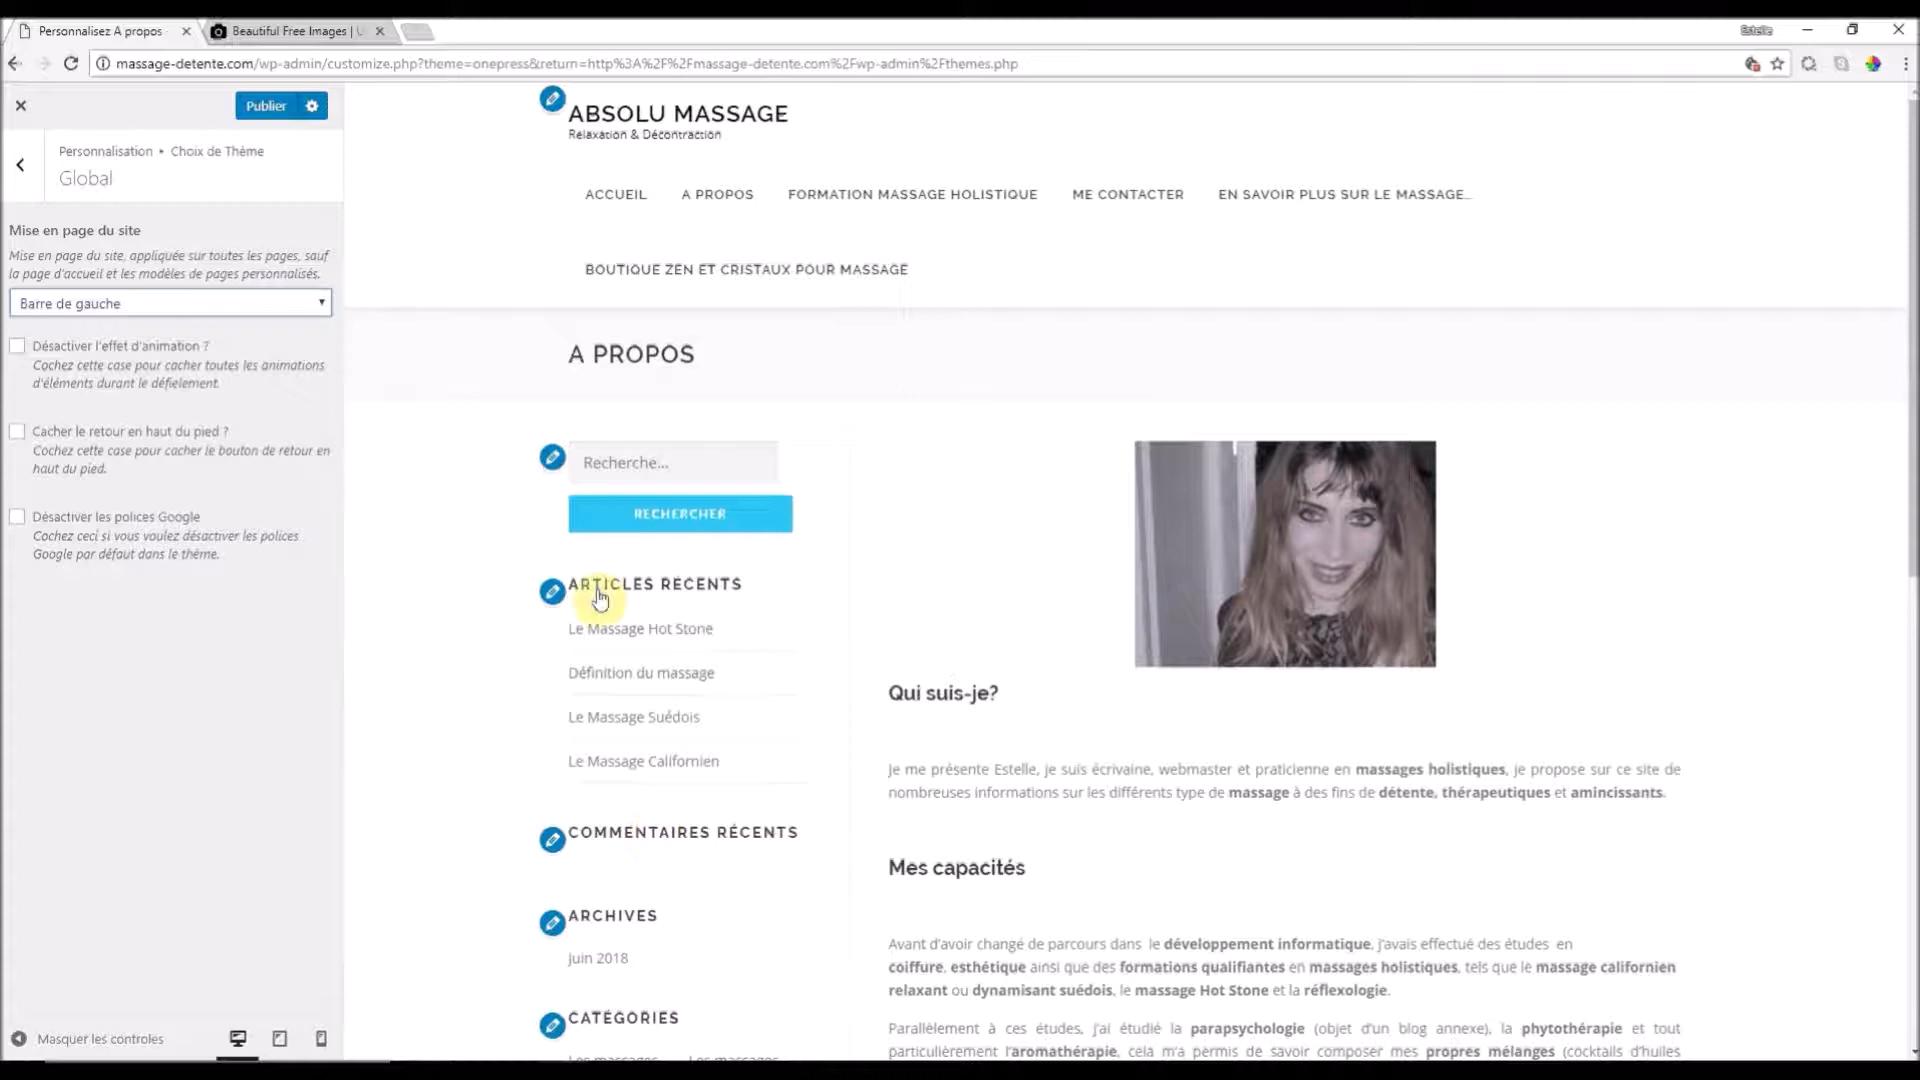 Personnalisez A propos
Beautiful Free Images | U
Estelle
massage-detente.com/wp-admin/customize.php?theme=onepress&return=http%3A%2F%2Fmassage-detente.com%2Fwp-admin%2Fthemes.php
Publier
Personnalisation ▸ Choix de Thème
Global
Mise en page du site
Mise en page du site, appliquée sur toutes les pages, sauf
la page d'accueil et les modèles de pages personnalisés.
Barre de gauche
Désactiver l'effet d'animation ?
Cochez cette case pour cacher toutes les animations
d'éléments durant le défielement.
Cacher le retour en haut du pied ?
Cochez cette case pour cacher le bouton de retour en
haut du pied.
Désactiver les polices Google
Cochez ceci si vous voulez désactiver les polices
Google par défaut dans le thème.
Masquer les contrôles
ABSOLU MASSAGE
Relaxation & Décontraction
ACCUEIL A PROPOS FORMATION MASSAGE HOLISTIQUE ME CONTACTER EN SAVOIR PLUS SUR LE MASSAGE...
BOUTIQUE ZEN ET CRISTAUX POUR MASSAGE
A PROPOS
Recherche...
RECHERCHER
ARTICLES RÉCENTS
Le Massage Hot Stone
Définition du massage
Le Massage Suédois
Le Massage Californien
COMMENTAIRES RÉCENTS
ARCHIVES
juin 2018
CATÉGORIES
Les massages Les massages
Qui suis-je?
Je me présente Estelle, je suis écrivaine, webmaster et praticienne en massages holistiques, je propose sur ce site de
nombreuses informations sur les différents type de massage à des fins de détente, thérapeutiques et amincissants.
Mes capacités
Avant d'avoir changé de parcours dans le développement informatique, j'avais effectué des études en
coiffure, esthétique ainsi que des formations qualifiantes en massages holistiques, tels que le massage californien
relaxant ou dynamisant suédois, le massage Hot Stone et la réflexologie.
Parallèlement à ces études, j'ai étudié la parapsychologie (objet d'un blog annexe), la phytothérapie et tout
particulièrement l'aromathérapie, cela m'a permis de savoir composer mes propres mélanges (cocktails d'huiles